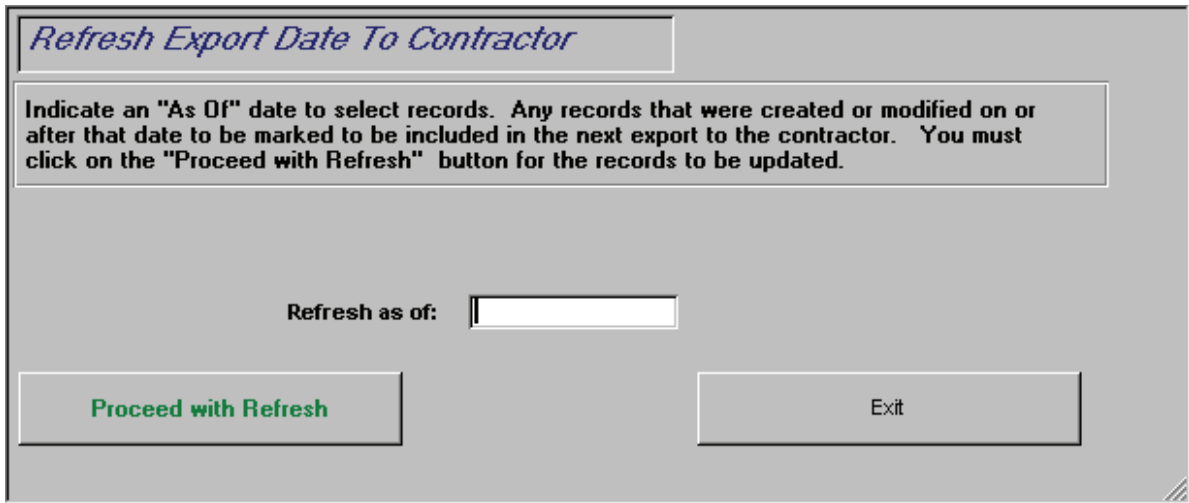 Refresh Export Date To Contractor
Indicate an "As Of" date to select records.  Any records that were created or modified on or
after that date to be marked to be included in the next export to the contractor.   You must
click on the "Proceed with Refresh"  button for the records to be updated.
Refresh as of:
Proceed with Refresh
Exit